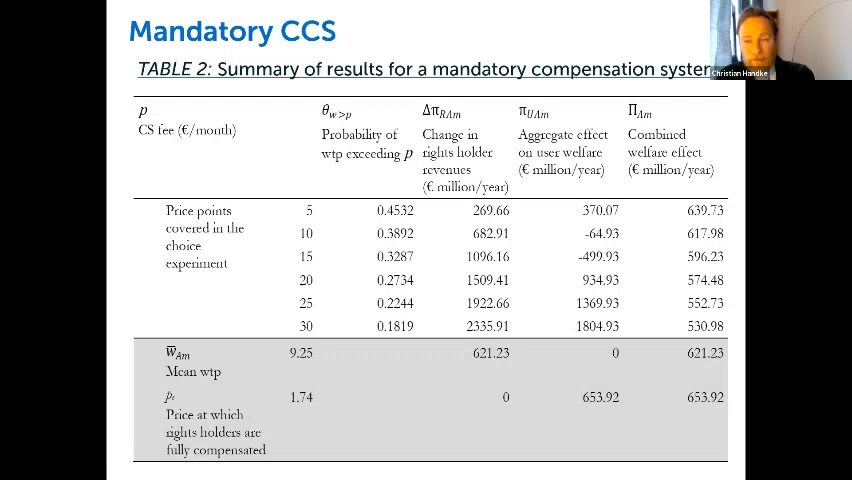 Mandatory CCS
TABLE 2: Summary of results for a mandatory compensation system
Christian Handke
p θw>p ΔπRAm πUAm ΠAm
CS fee (€/month) Probability of Change in Aggregate effect Combined
wtp exceeding p rights holder on user welfare welfare effect
revenues (€ million/year) (€ million/year)
(€ million/year)
Price points 5 0.4532 269.66 370.07 639.73
covered in the 10 0.3892 682.91 -64.93 617.98
choice 15 0.3287 1096.16 -499.93 596.23
experiment 20 0.2734 1509.41 934.93 574.48
25 0.2244 1922.66 1369.93 552.73
30 0.1819 2335.91 1804.93 530.98
w̅Am 9.25 621.23 0 621.23
Mean wtp
1.74 0 653.92 653.92
Price at which
rights holders are
fully compensated